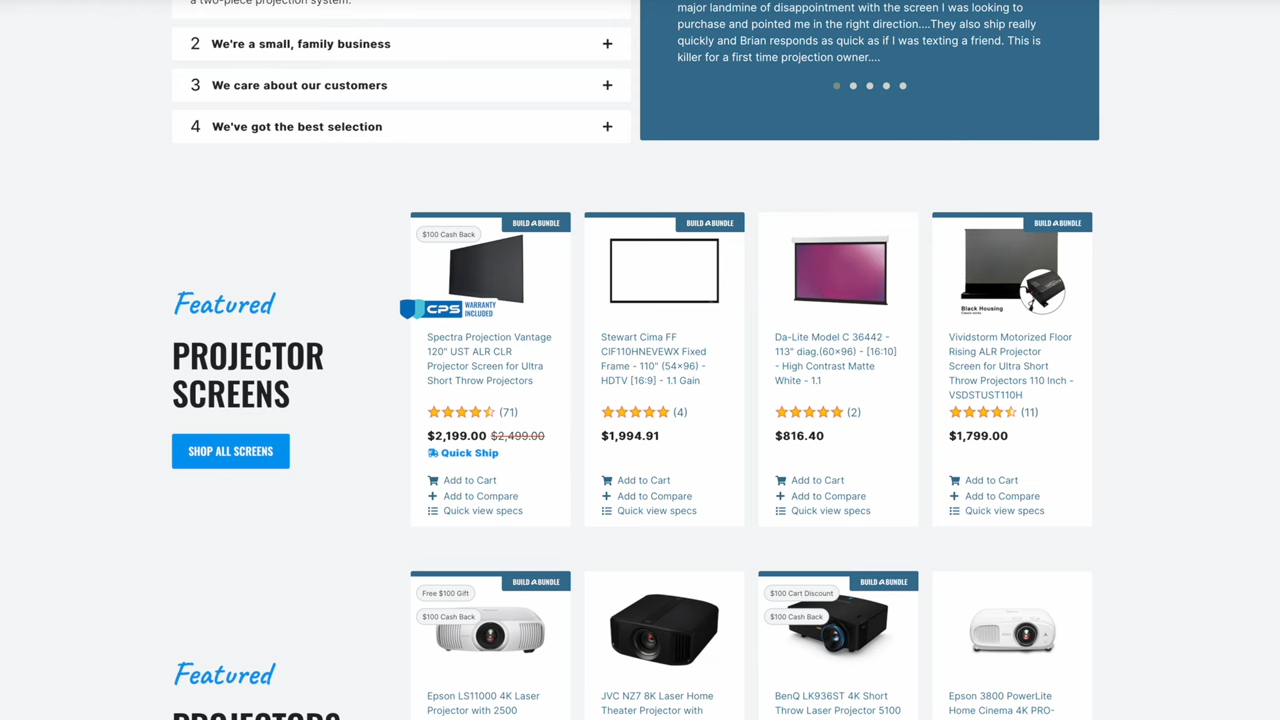 a two-piece projection system.
2 We're a small, family business +
3 We care about our customers +
4 We've got the best selection +
major landmine of disappointment with the screen I was looking to
purchase and pointed me in the right direction....They also ship really
quickly and Brian responds as quick as if I was texting a friend. This is
killer for a first time projection owner....
Featured
PROJECTOR
SCREENS
SHOP ALL SCREENS
BUILD A BUNDLE
$100 Cash Back
CPS WARRANTY
INCLUDED
Spectra Projection Vantage
120" UST ALR CLR
Projector Screen for Ultra
Short Throw Projectors
(71)
$2,199.00 $2,499.00
Quick Ship
Add to Cart
Add to Compare
Quick view specs
BUILD A BUNDLE
Stewart Cima FF
CIF110HNEVEWX Fixed
Frame - 110" (54x96) -
HDTV [16:9] - 1.1 Gain
(4)
$1,994.91
Add to Cart
Add to Compare
Quick view specs
Da-Lite Model C 36442 -
113" diag.(60x96) - [16:10]
- High Contrast Matte
White - 1.1
(2)
$816.40
Add to Cart
Add to Compare
Quick view specs
BUILD A BUNDLE
Black Housing
Vividstorm Motorized Floor
Rising ALR Projector
Screen for Ultra Short
Throw Projectors 110 Inch -
VSDSTUST110H
(11)
$1,799.00
Add to Cart
Add to Compare
Quick view specs
Featured
PROJECTORS
BUILD A BUNDLE
Free $100 Gift
$100 Cash Back
Epson LS11000 4K Laser
Projector with 2500
JVC NZ7 8K Laser Home
Theater Projector with
BUILD A BUNDLE
$100 Cart Discount
$100 Cash Back
BenQ LK936ST 4K Short
Throw Laser Projector 5100
Epson 3800 PowerLite
Home Cinema 4K PRO-